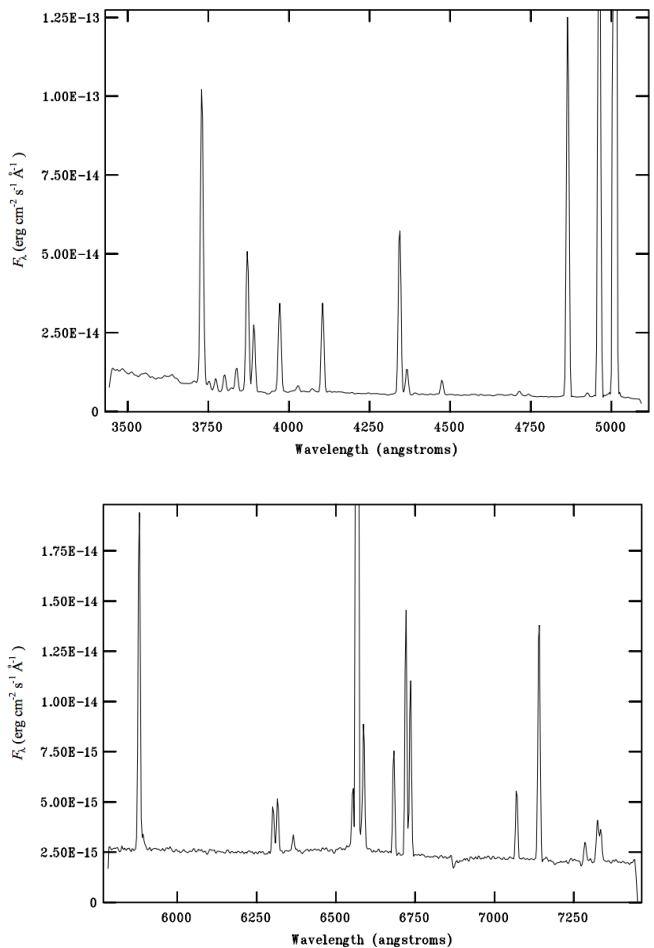 1.25E-13
1.00E-13
7.50E-14
5.00E-14
2.50E-14
0
F_λ (erg cm⁻² s⁻¹ Å⁻¹)
3500 3750 4000 4250 4500 4750 5000
Wavelength (angstroms)
1.75E-14
1.50E-14
1.25E-14
1.00E-14
7.50E-15
5.00E-15
2.50E-15
0
F_λ (erg cm⁻² s⁻¹ Å⁻¹)
6000 6250 6500 6750 7000 7250
Wavelength (angstroms)